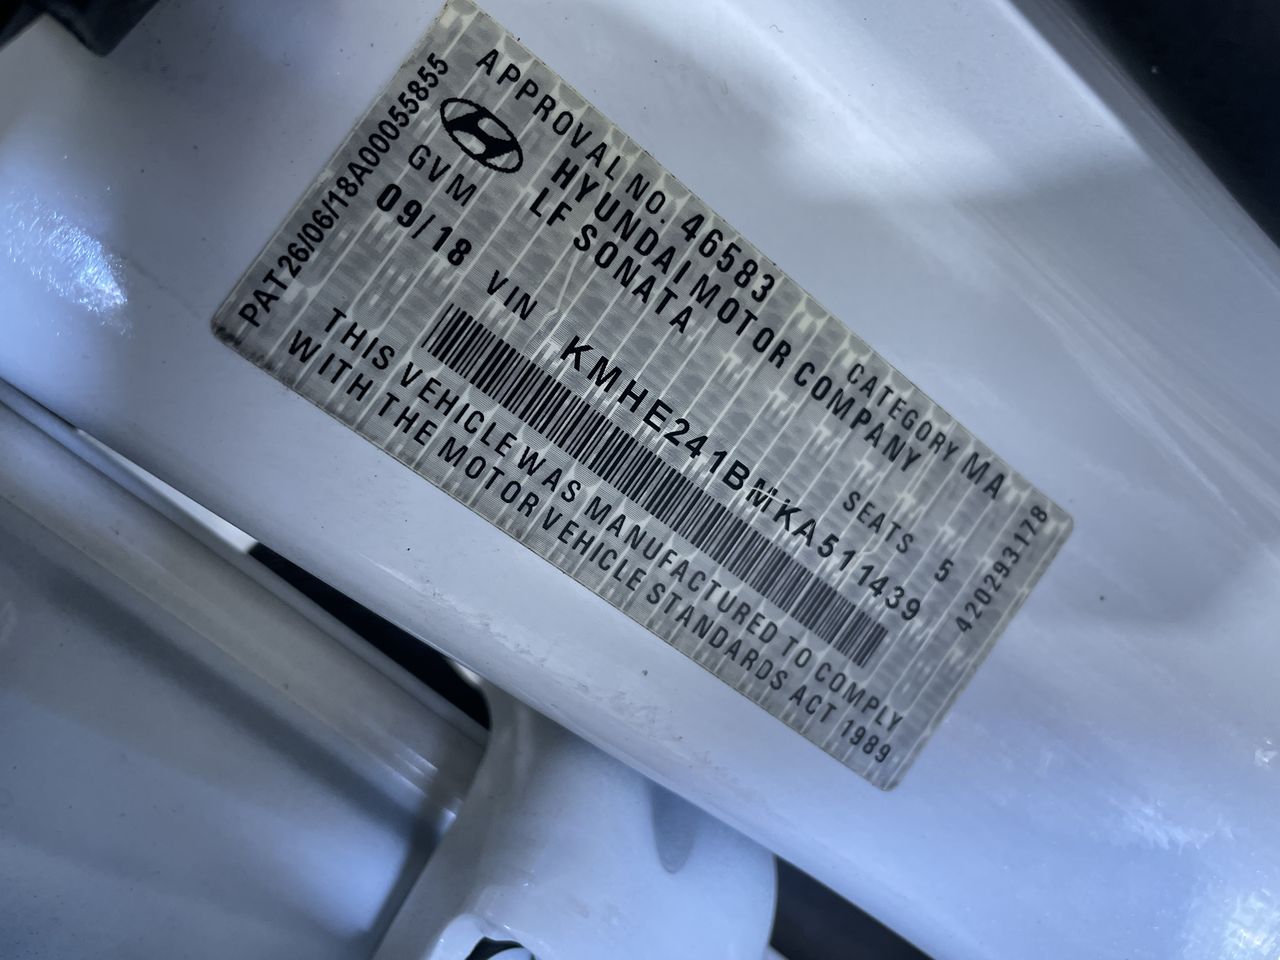 APPROVAL NO. 46583 CATEGORY MA
HYUNDAI MOTOR COMPANY
LF SONATA
GVM SEATS 5
09/18 VIN KMHE241BMKA511439
THIS VEHICLE WAS MANUFACTURED TO COMPLY
WITH THE MOTOR VEHICLE STANDARDS ACT 1989
PAT26/06/18A00055855
420293178